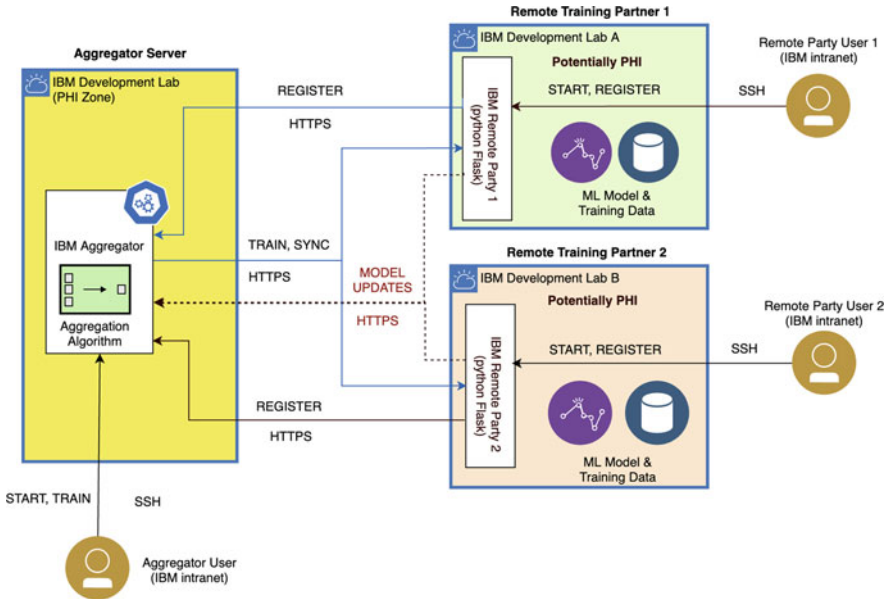 Remote Training Partner 1
Aggregator Server
IBM Development Lab
(PHI Zone)
IBM Development Lab A
Remote Party User 1
(IBM intranet)
Potentially PHI
REGISTER
START, REGISTER
SSH
HTTPS
IBM Remote Party 1
(python Flask)
ML Model &
Training Data
IBM Aggregator
TRAIN, SYNC
HTTPS
Remote Training Partner 2
MODEL
UPDATES
IBM Development Lab B
Potentially PHI
Remote Party User 2
(IBM intranet)
HTTPS
Aggregation
Algorithm
IBM Remote Party 2
(python Flask)
START, REGISTER
SSH
REGISTER
HTTPS
ML Model &
Training Data
START, TRAIN
SSH
Aggregator User
(IBM intranet)